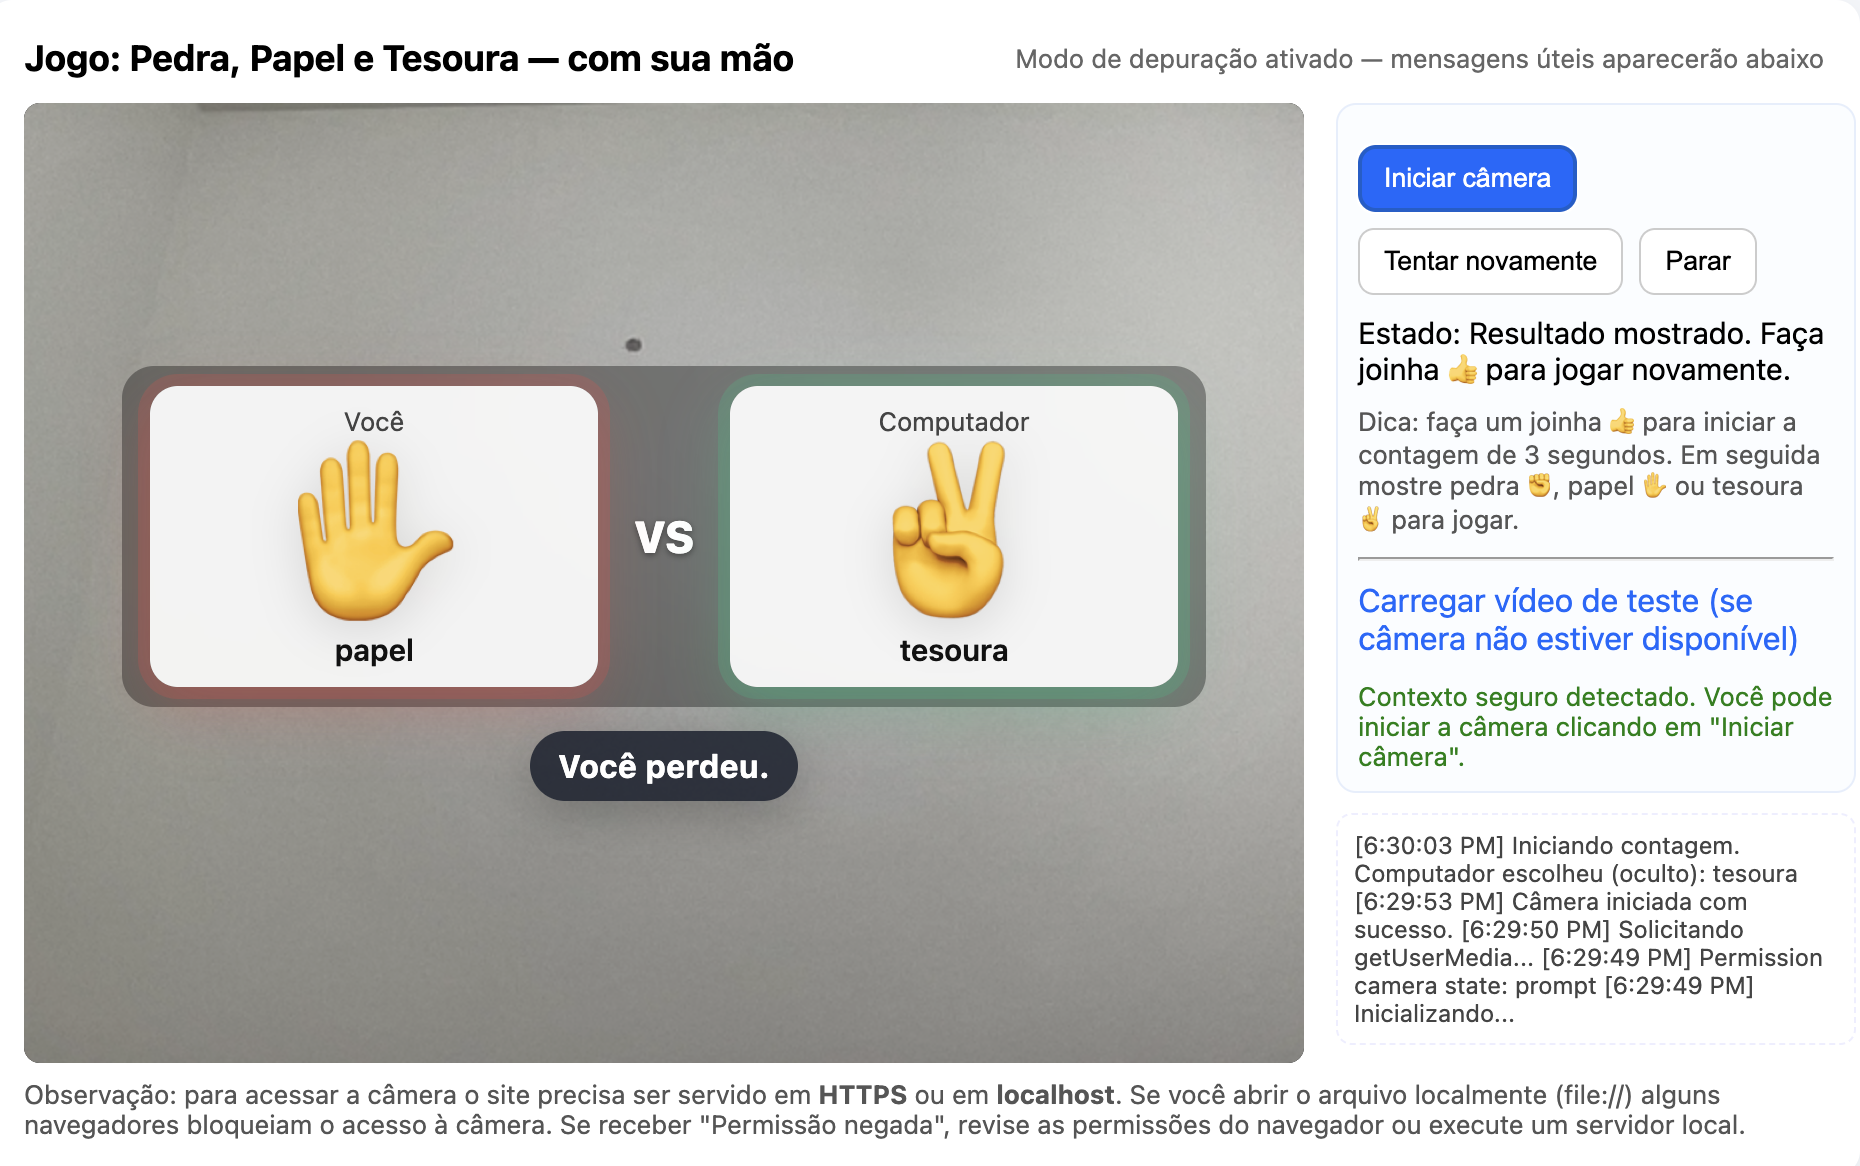 Jogo: Pedra, Papel e Tesoura — com sua mão
Modo de depuração ativado — mensagens úteis aparecerão abaixo
Você
papel
VS
Computador
tesoura
Você perdeu.
Iniciar câmera
Tentar novamente
Parar
Estado: Resultado mostrado. Faça
joinha 👍 para jogar novamente.
Dica: faça um joinha 👍 para iniciar a
contagem de 3 segundos. Em seguida
mostre pedra ✊, papel ✋ ou tesoura
✌️ para jogar.
Carregar vídeo de teste (se
câmera não estiver disponível)
Contexto seguro detectado. Você pode
iniciar a câmera clicando em "Iniciar
câmera".
[6:30:03 PM] Iniciando contagem.
Computador escolheu (oculto): tesoura
[6:29:53 PM] Câmera iniciada com
sucesso. [6:29:50 PM] Solicitando
getUserMedia... [6:29:49 PM] Permission
camera state: prompt [6:29:49 PM]
Inicializando...
Observação: para acessar a câmera o site precisa ser servido em HTTPS ou em localhost. Se você abrir o arquivo localmente (file://) alguns
navegadores bloqueiam o acesso à câmera. Se receber "Permissão negada", revise as permissões do navegador ou execute um servidor local.